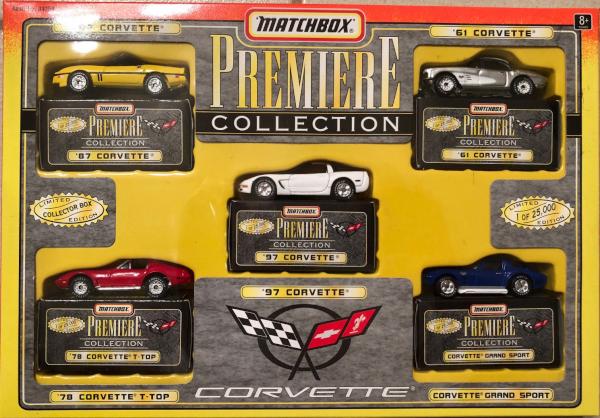 MATCHBOX
PREMIERE
COLLECTION
CORVETTE
'61 CORVETTE
8+
MATCHBOX
PREMIERE
COLLECTION
'87 CORVETTE
MATCHBOX
PREMIERE
COLLECTION
'61 CORVETTE
LIMITED
COLLECTOR BOX
EDITION
MATCHBOX
PREMIERE
COLLECTION
'97 CORVETTE
LIMITED
1 OF 25,000
EDITION
MATCHBOX
PREMIERE
COLLECTION
'78 CORVETTE T-TOP
'97 CORVETTE
MATCHBOX
PREMIERE
COLLECTION
CORVETTE GRAND SPORT
'78 CORVETTE T-TOP
CORVETTE
CORVETTE GRAND SPORT